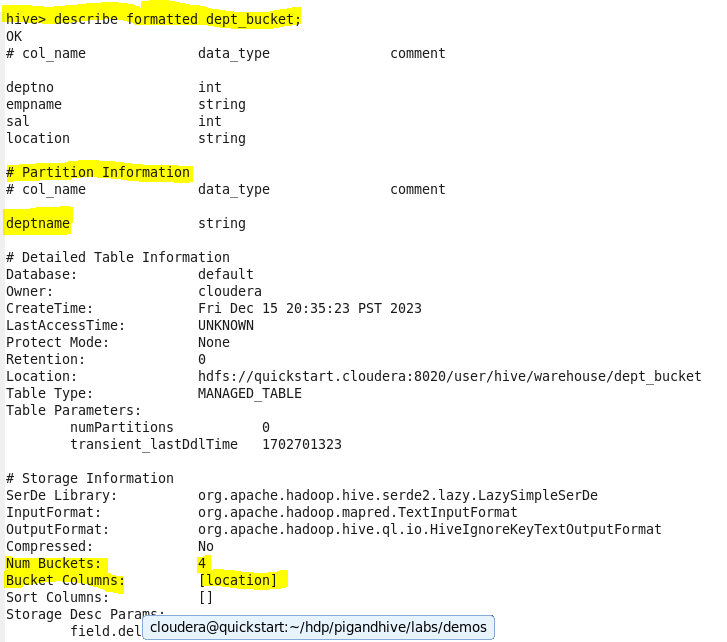 hive> describe formatted dept_bucket;
OK
# col_name data_type comment
deptno int
empname string
sal int
location string
# Partition Information
# col_name data_type comment
deptname string
# Detailed Table Information
Database: default
Owner: cloudera
CreateTime: Fri Dec 15 20:35:23 PST 2023
LastAccessTime: UNKNOWN
Protect Mode: None
Retention: 0
Location: hdfs://quickstart.cloudera:8020/user/hive/warehouse/dept_bucket
Table Type: MANAGED_TABLE
Table Parameters:
numPartitions 0
transient_lastDdlTime 1702701323
# Storage Information
SerDe Library: org.apache.hadoop.hive.serde2.lazy.LazySimpleSerDe
InputFormat: org.apache.hadoop.mapred.TextInputFormat
OutputFormat: org.apache.hadoop.hive.ql.io.HiveIgnoreKeyTextOutputFormat
Compressed: No
Num Buckets: 4
Bucket Columns: [location]
Sort Columns: []
Storage Desc Params:
field.del
cloudera@quickstart:~/hdp/pigandhive/labs/demos